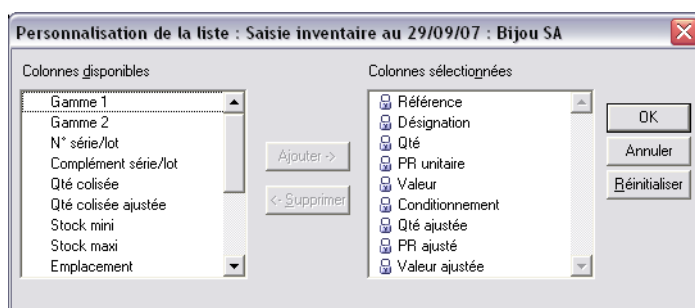 Personnalisation de la liste : Saisie inventaire au 29/09/07 : Bijou SA
Colonnes disponibles
Gamme 1
Gamme 2
N° série/lot
Complément série/lot
Qté colisée
Qté colisée ajustée
Stock mini
Stock maxi
Emplacement
Ajouter ->
<- Supprimer
Colonnes sélectionnées
Référence
Désignation
Qté
PR unitaire
Valeur
Conditionnement
Qté ajustée
PR ajusté
Valeur ajustée
OK
Annuler
Réinitialiser